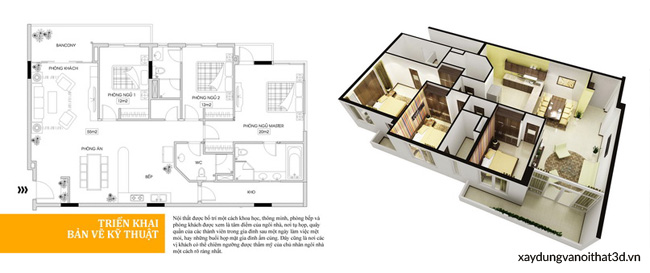 BANCONY
PHÒNG KHÁCH
PHÒNG NGỦ 1
12m2
PHÒNG NGỦ 2
12m2
PHÒNG NGỦ MASTER
20m2
50m2
PHÒNG ĂN
BẾP
WC
KHO
TRIỂN KHAI
BẢN VẼ KỸ THUẬT
Nội thất được bố trí một cách khoa học, thông minh, phòng bếp và
phòng khách được xem là tâm điểm của ngôi nhà, nơi tụ họp, quây
quần của các thành viên trong gia đình sau một ngày làm việc mệt
mỏi, hay những buổi họp mặt gia đình ấm cúng. Đây cũng là nơi các
vị khách có thể chiêm ngưỡng được thẩm mỹ của chủ nhân ngôi nhà
một cách rõ ràng nhất.
xaydungvanoithat3d.vn